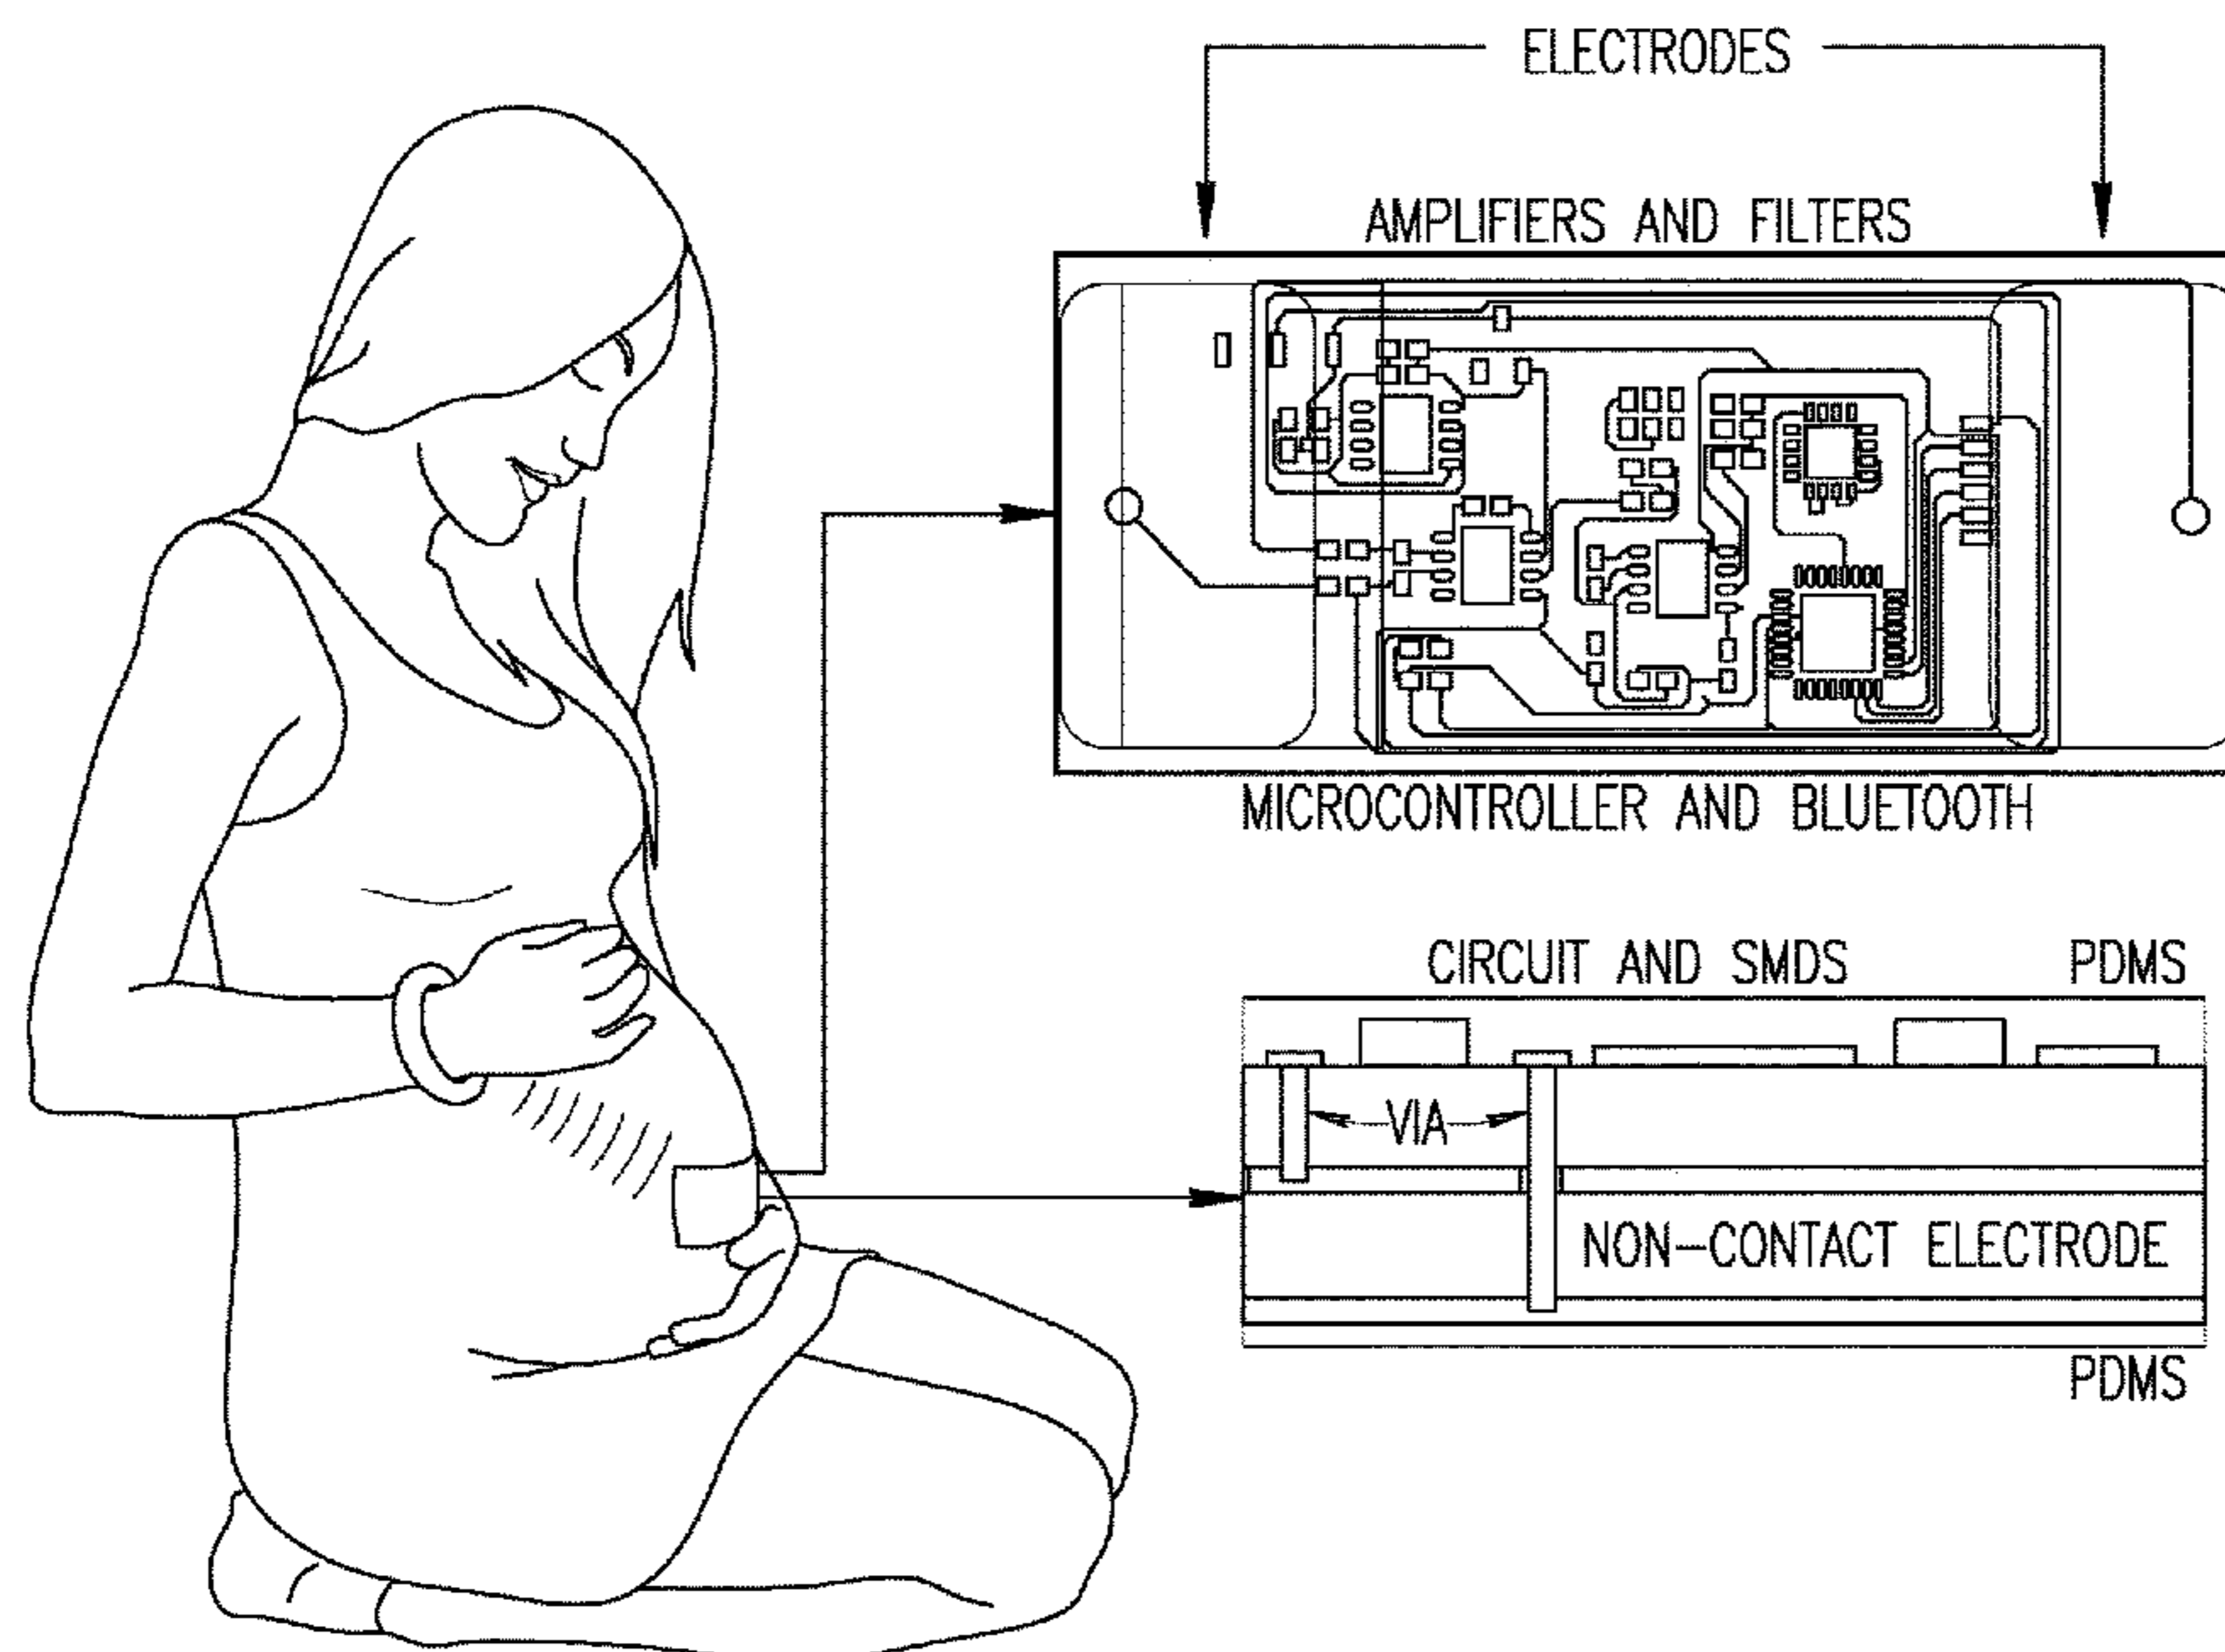 ELECTRODES
AMPLIFIERS AND FILTERS
MICROCONTROLLER AND BLUETOOTH
CIRCUIT AND SMDS
PDMS
VIA
NON-CONTACT ELECTRODE
PDMS